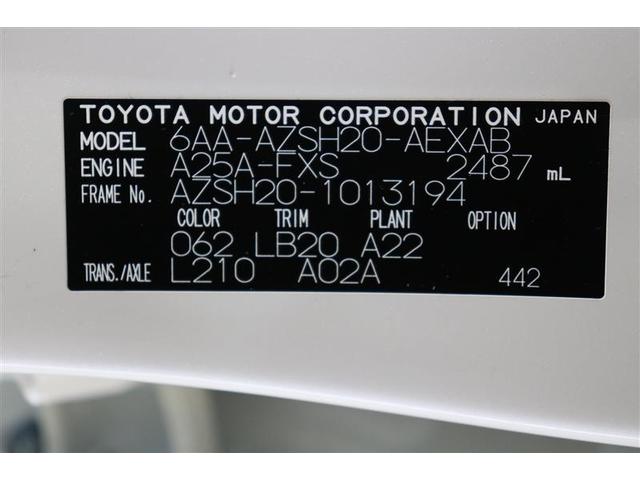 TOYOTA MOTOR CORPORATION JAPAN
MODEL 6AA-AZSH20-AEXAB
ENGINE A25A-FXS 2487 mL
FRAME No. AZSH20-1013194
COLOR TRIM PLANT OPTION
062 LB20 A22
TRANS./AXLE L210 A02A 442